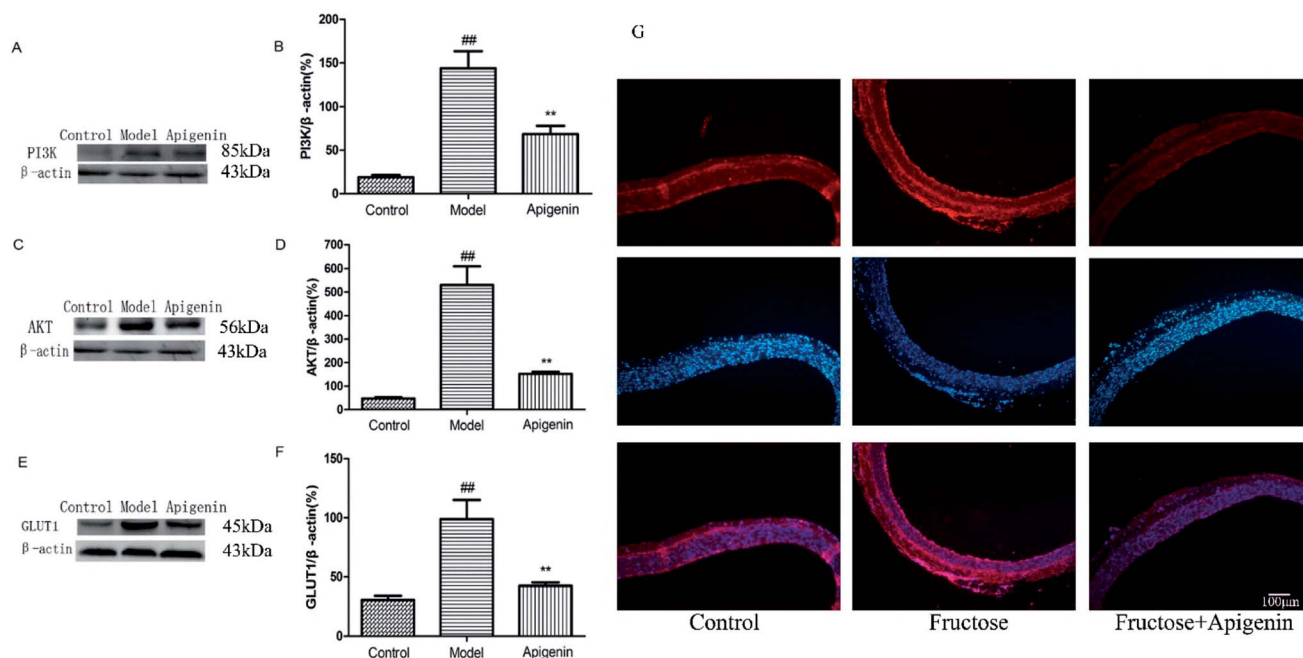 A
Control Model Apigenin
PI3K 85kDa
β-actin 43kDa
B
PI3K/β-actin(%)
200
150
100
50
0
##
**
Control Model Apigenin
C
Control Model Apigenin
AKT 56kDa
β-actin 43kDa
D
AKT/β-actin(%)
700
600
500
400
300
200
100
0
##
**
Control Model Apigenin
E
Control Model Apigenin
GLUT1 45kDa
β-actin 43kDa
F
GLUT1/β-actin(%)
150
100
50
0
##
**
Control Model Apigenin
G
100μm
Control Fructose Fructose+Apigenin